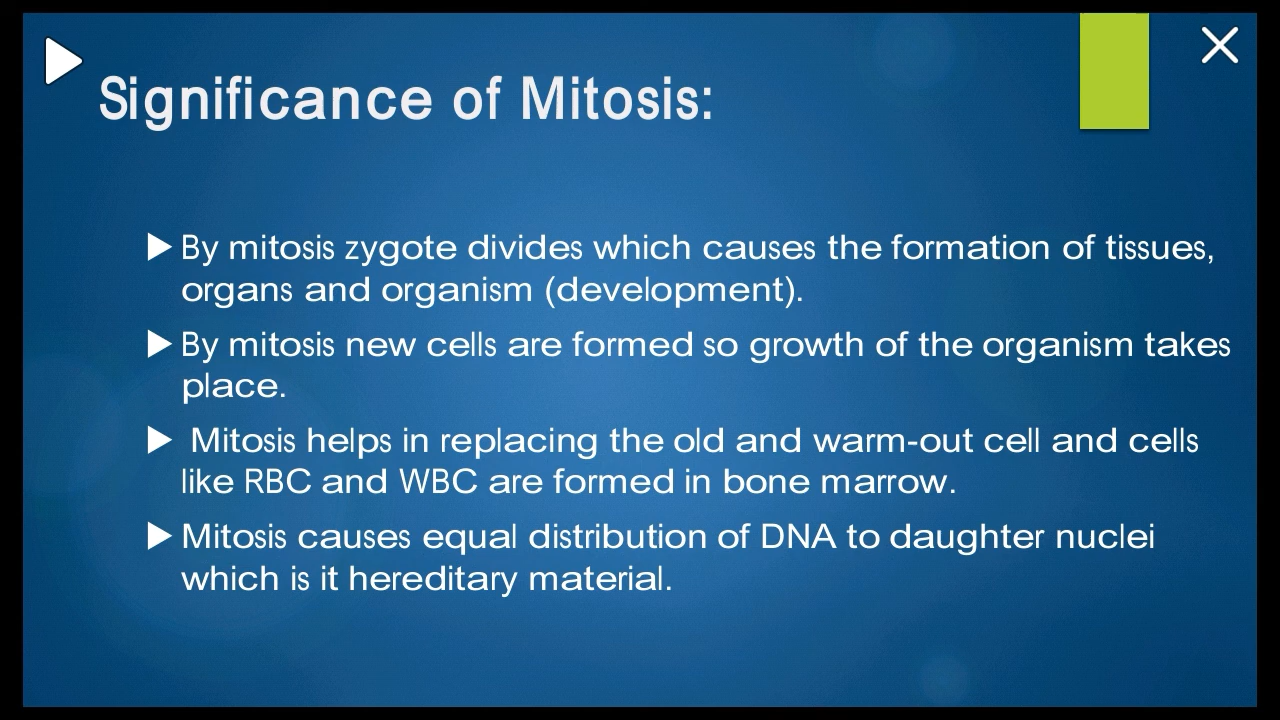 Significance of Mitosis:
By mitosis zygote divides which causes the formation of tissues,
organs and organism (development).
By mitosis new cells are formed so growth of the organism takes
place.
Mitosis helps in replacing the old and warm-out cell and cells
like RBC and WBC are formed in bone marrow.
Mitosis causes equal distribution of DNA to daughter nuclei
which is it hereditary material.